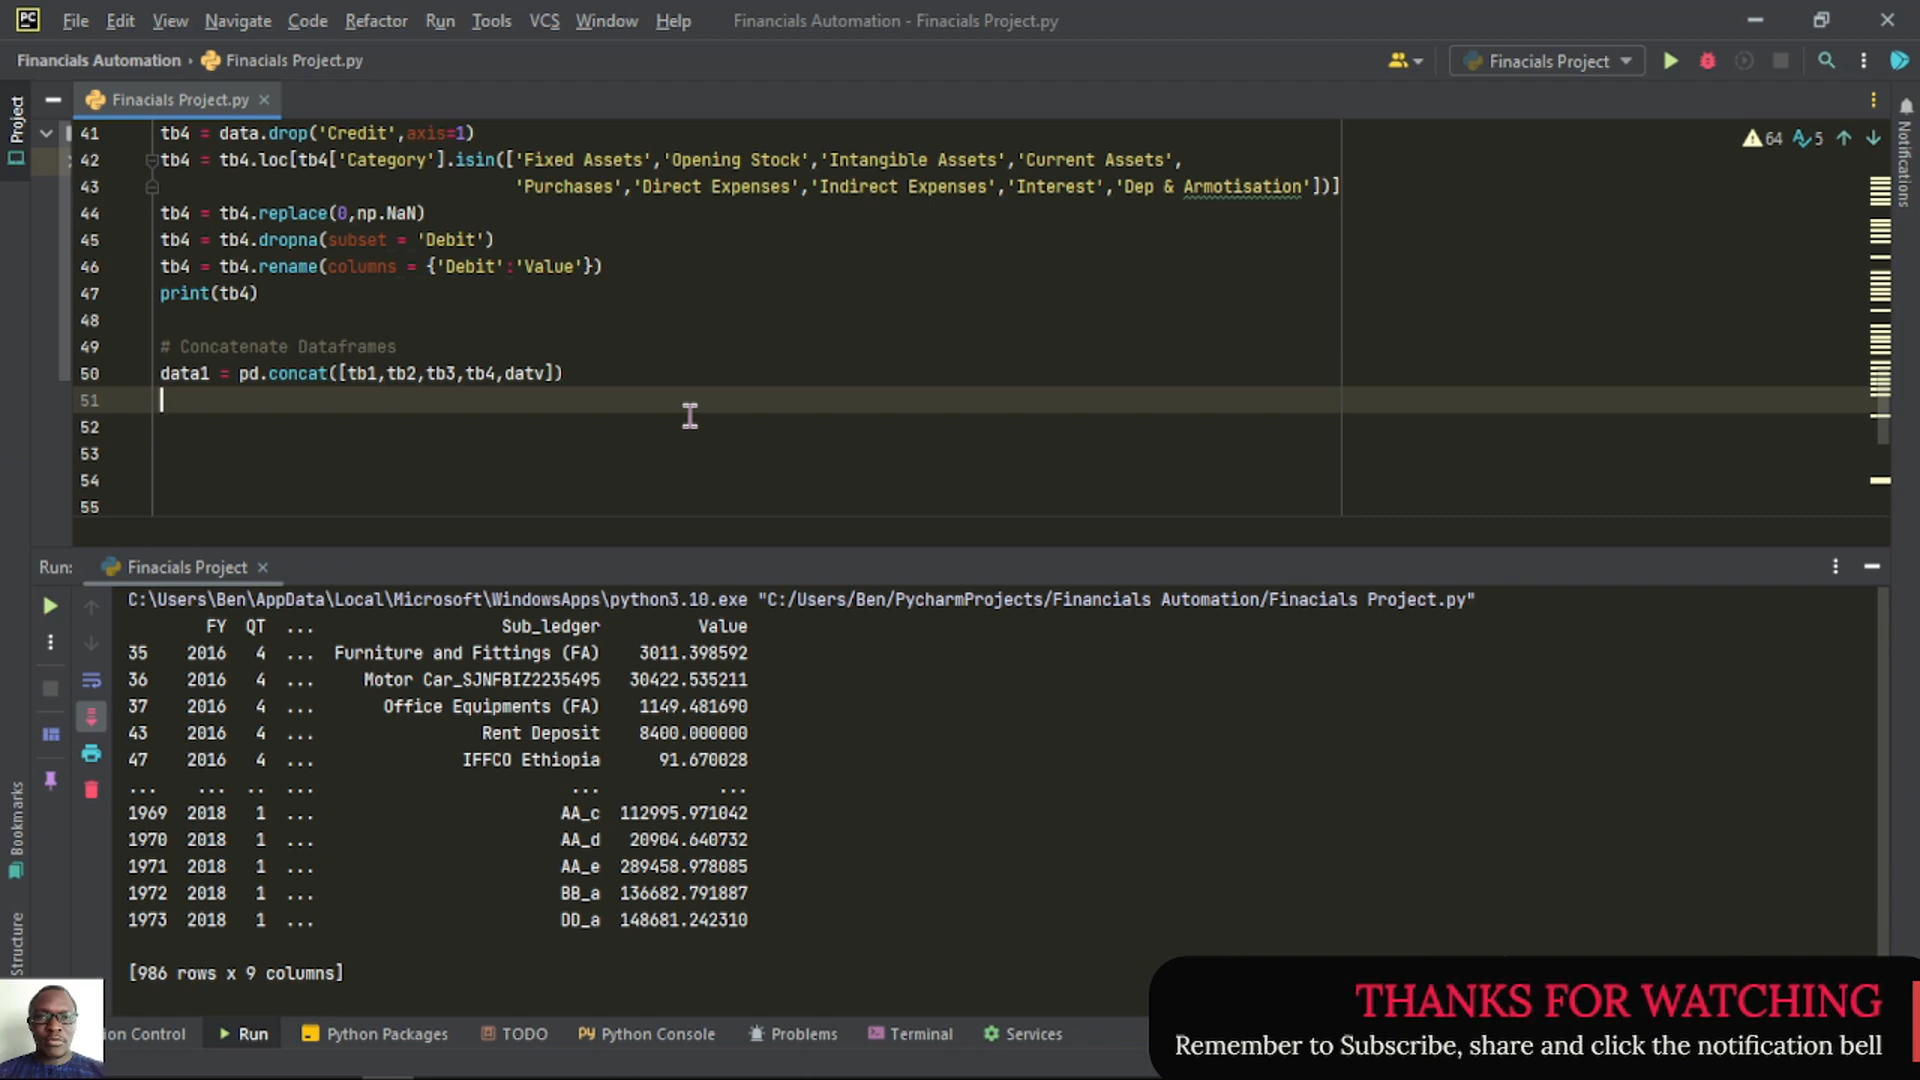 PC File Edit View Navigate Code Refactor Run Tools VCS Window Help Financials Automation - Finacials Project.py
Financials Automation › Finacials Project.py Finacials Project
Project
Finacials Project.py
Notifications
64 5
41 tb4 = data.drop('Credit',axis=1)
42 tb4 = tb4.loc[tb4['Category'].isin(['Fixed Assets','Opening Stock','Intangible Assets','Current Assets',
43 'Purchases','Direct Expenses','Indirect Expenses','Interest','Dep & Armotisation'])]
44 tb4 = tb4.replace(0,np.NaN)
45 tb4 = tb4.dropna(subset = 'Debit')
46 tb4 = tb4.rename(columns = {'Debit':'Value'})
47 print(tb4)
48
49 # Concatenate Dataframes
50 data1 = pd.concat([tb1,tb2,tb3,tb4,datv])
51
52
53
54
55
Run: Finacials Project
C:\Users\Ben\AppData\Local\Microsoft\WindowsApps\python3.10.exe "C:/Users/Ben/PycharmProjects/Financials Automation/Finacials Project.py"
FY QT ... Sub_ledger Value
35 2016 4 ... Furniture and Fittings (FA) 3011.398592
36 2016 4 ... Motor Car_SJNFBIZ2235495 30422.535211
37 2016 4 ... Office Equipments (FA) 1149.481690
43 2016 4 ... Rent Deposit 8400.000000
47 2016 4 ... IFFCO Ethiopia 91.670028
... ... .. ... ... ...
1969 2018 1 ... AA_c 112995.971042
1970 2018 1 ... AA_d 20904.640732
1971 2018 1 ... AA_e 289458.978085
1972 2018 1 ... BB_a 136682.791887
1973 2018 1 ... DD_a 148681.242310
[986 rows x 9 columns]
Bookmarks
Structure
ion Control Run Python Packages TODO Python Console Problems Terminal Services
THANKS FOR WATCHING
Remember to Subscribe, share and click the notification bell